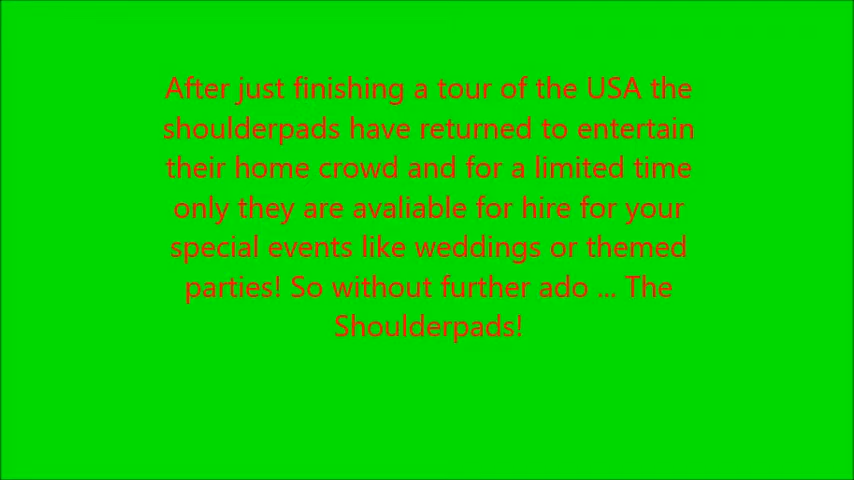 After just finishing a tour of the USA the
shoulderpads have returned to entertain
their home crowd and for a limited time
only they are avaliable for hire for your
special events like weddings or themed
parties! So without further ado ... The
Shoulderpads!